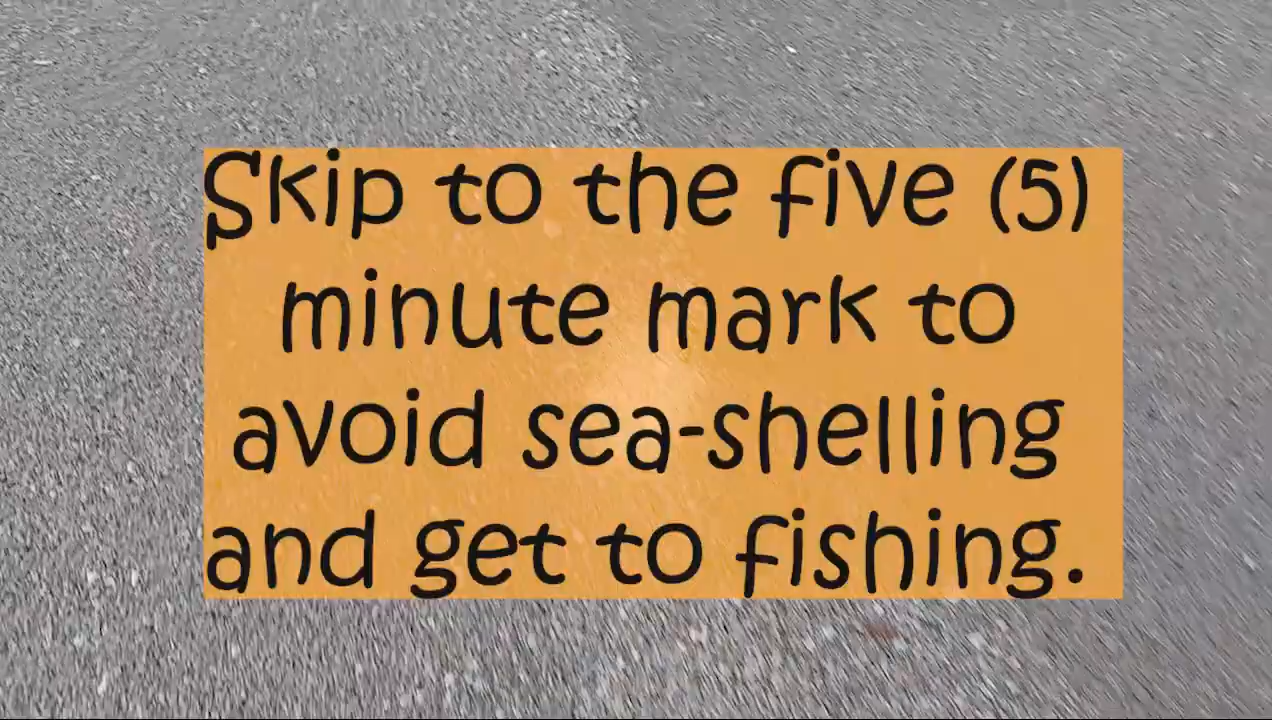 Skip to the five (5)
minute mark to
avoid sea-shelling
and get to fishing.